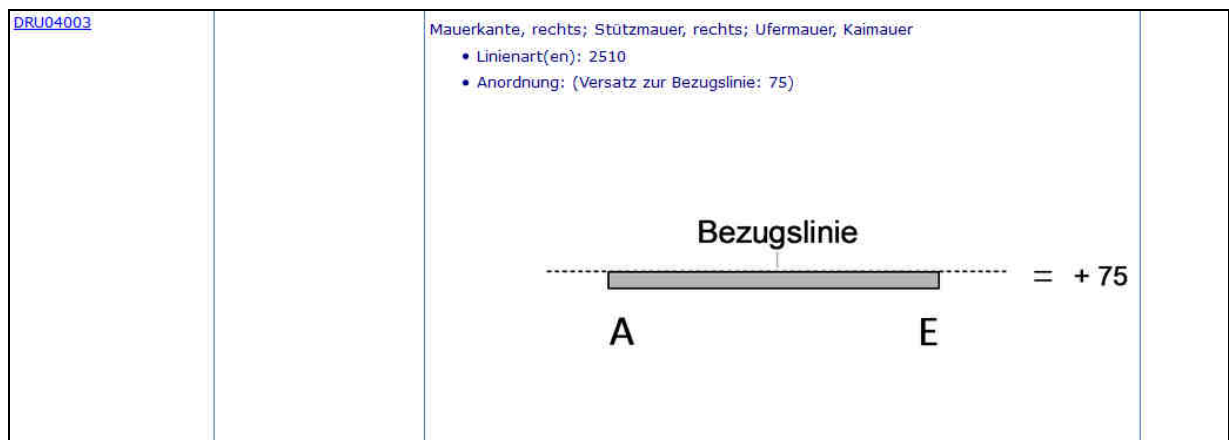 DRU04003
Mauerkante, rechts; Stützmauer, rechts; Ufermauer, Kaimauer
• Linienart(en): 2510
• Anordnung: (Versatz zur Bezugslinie: 75)
Bezugslinie
= + 75
A E